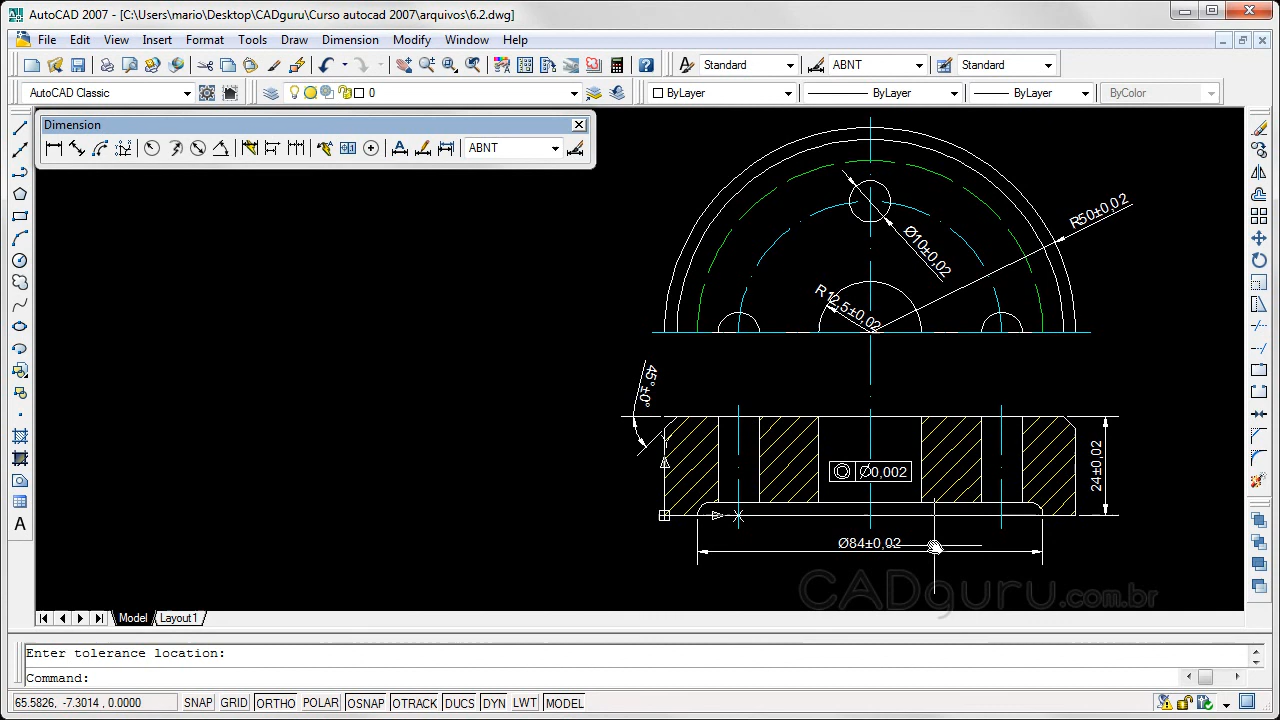 AutoCAD 2007 - [C:\Users\mario\Desktop\CADguru\Curso autocad 2007\arquivos\6.2.dwg]
File Edit View Insert Format Tools Draw Dimension Modify Window Help
Standard ABNT Standard
AutoCAD Classic 0 ByLayer ByLayer ByLayer ByColor
Dimension
ABNT
R50±0,02
Ø10±0,02
R12,5±0,02
45°±0°
24±0,02
Ø0,002
Ø84±0,02
CADguru.com.br
Model Layout1
Enter tolerance location:
Command:
65.5826, -7.3014 , 0.0000 SNAP GRID ORTHO POLAR OSNAP OTRACK DUCS DYN LWT MODEL